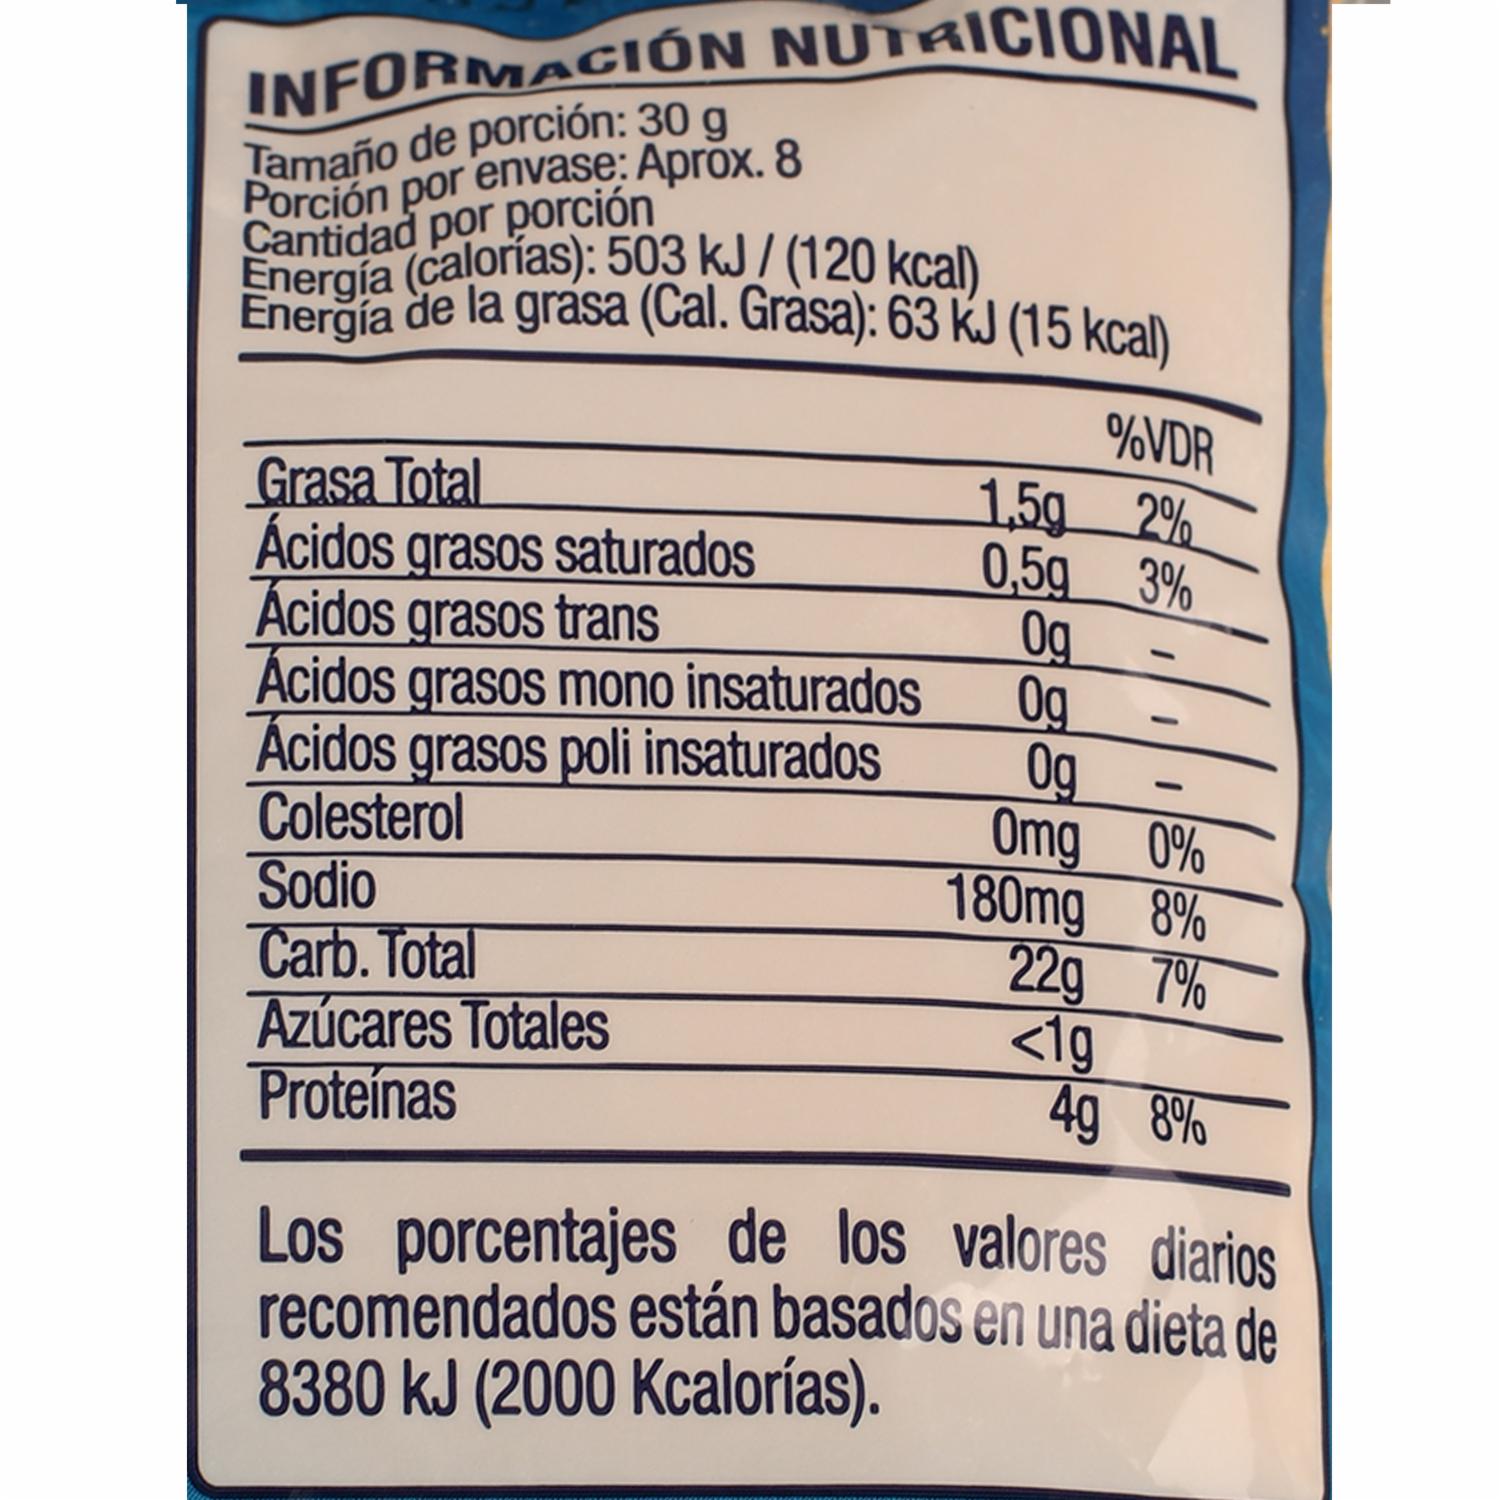 INFORMACIÓN NUTRICIONAL
Tamaño de porción: 30 g
Porción por envase: Aprox. 8
Cantidad por porción
Energía (calorías): 503 kJ / (120 kcal)
Energía de la grasa (Cal. Grasa): 63 kJ (15 kcal)
%VDR
Grasa Total 1,5g 2%
Ácidos grasos saturados 0,5g 3%
Ácidos grasos trans 0g –
Ácidos grasos mono insaturados 0g –
Ácidos grasos poli insaturados 0g –
Colesterol 0mg 0%
Sodio 180mg 8%
Carb. Total 22g 7%
Azúcares Totales <1g
Proteínas 4g 8%
Los porcentajes de los valores diarios
recomendados están basados en una dieta de
8380 kJ (2000 Kcalorías).